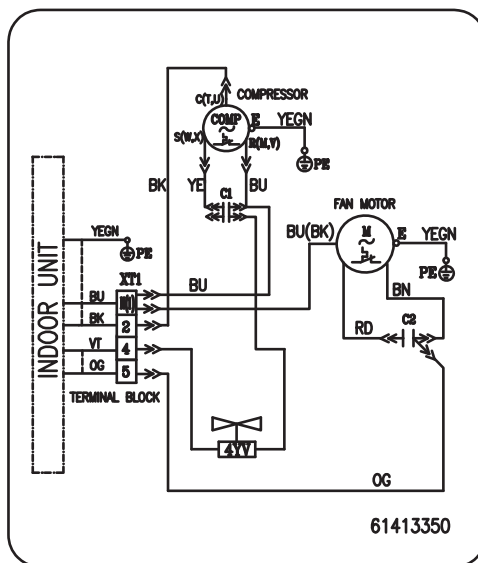 C(T,U) COMPRESSOR
COMP E YEGN
S(W,X) R(M,V)
PE
BK YE C1 BU
FAN MOTOR
BU(BK) M E YEGN
PE
INDOOR UNIT
YEGN
PE
XT1
BU N(1) BU
BK 2
VT 4
OG 5
TERMINAL BLOCK
BN
RD C2
4YV
OG
61413350